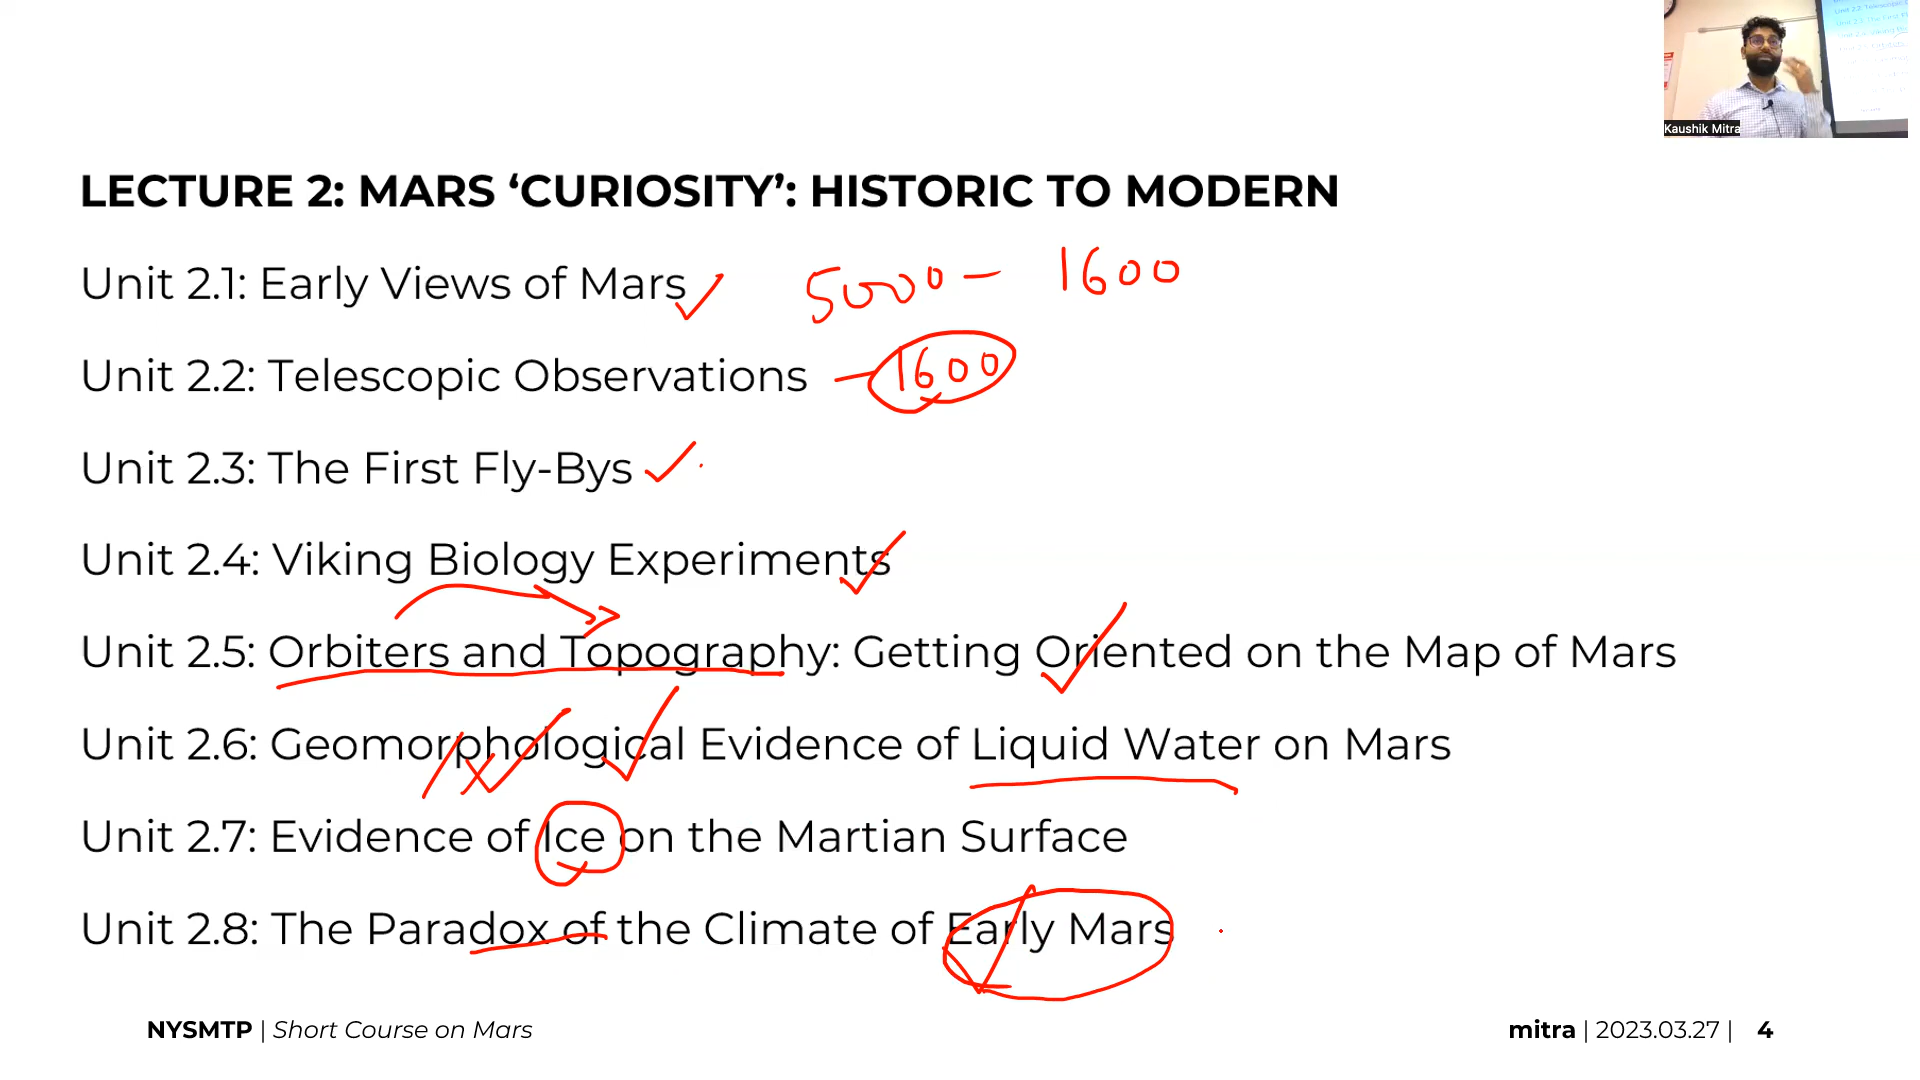 Kaushik Mitra
LECTURE 2: MARS ‘CURIOSITY’: HISTORIC TO MODERN
Unit 2.1: Early Views of Mars 5000 - 1600
Unit 2.2: Telescopic Observations - 1600
Unit 2.3: The First Fly-Bys
Unit 2.4: Viking Biology Experiments
Unit 2.5: Orbiters and Topography: Getting Oriented on the Map of Mars
Unit 2.6: Geomorphological Evidence of Liquid Water on Mars
Unit 2.7: Evidence of Ice on the Martian Surface
Unit 2.8: The Paradox of the Climate of Early Mars
NYSMTP | Short Course on Mars
mitra | 2023.03.27 | 4